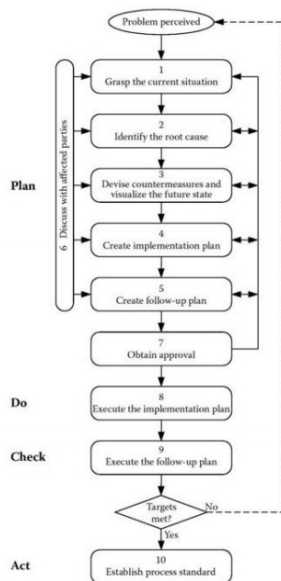 Problem perceived
1
Grasp the current situation
2
Identify the root cause
3
Devise countermeasures and
visualize the future state
4
Create implementation plan
5
Create follow-up plan
6 Discuss with affected parties
Plan
7
Obtain approval
Do
8
Execute the implementation plan
Check
9
Execute the follow-up plan
Targets
met?
No
Yes
Act
10
Establish process standard